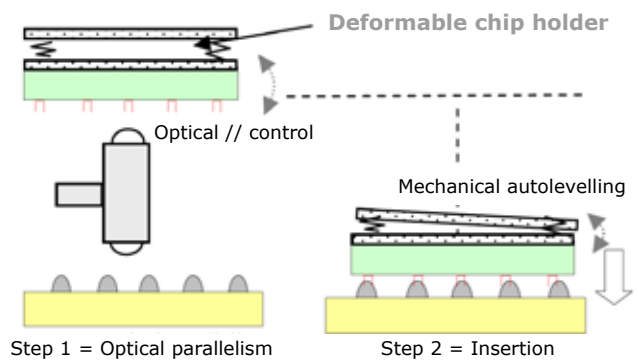 Deformable chip holder
Optical // control
Mechanical autolevelling
Step 1 = Optical parallelism
Step 2 = Insertion